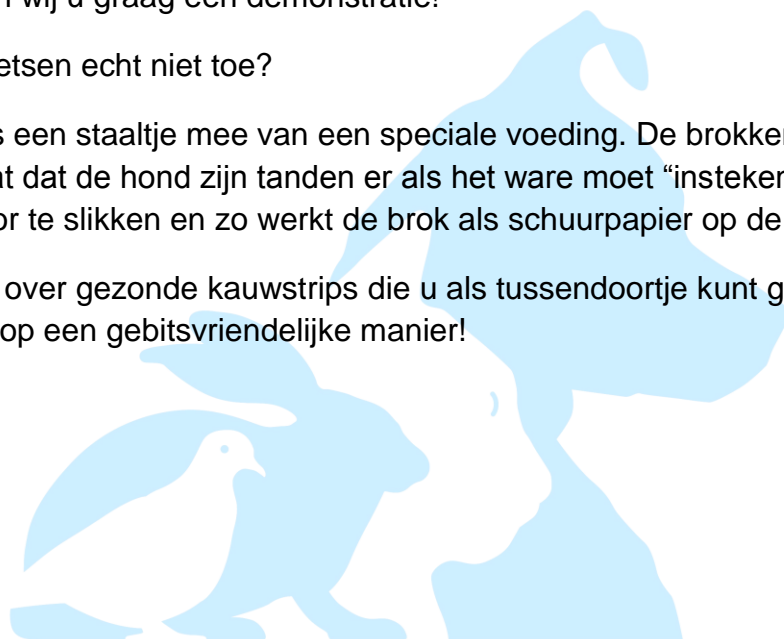 wij u graag een demonstratie!
etsen echt niet toe?
s een staaltje mee van een speciale voeding. De brokken
at dat de hond zijn tanden er als het ware moet “insteken
or te slikken en zo werkt de brok als schuurpapier op de
over gezonde kauwstrips die u als tussendoortje kunt g
op een gebitsvriendelijke manier!